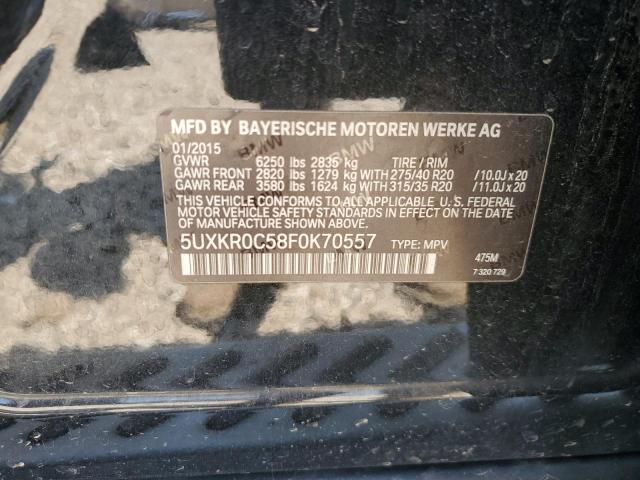 MFD BY BAYERISCHE MOTOREN WERKE AG
01/2015
GVWR 6250 lbs 2835 kg TIRE / RIM
GAWR FRONT 2820 lbs 1279 kg WITH 275/40 R20 / 10.0J x 20
GAWR REAR 3580 lbs 1624 kg WITH 315/35 R20 / 11.0J x 20
THIS VEHICLE CONFORMS TO ALL APPLICABLE U. S. FEDERAL
MOTOR VEHICLE SAFETY STANDARDS IN EFFECT ON THE DATE OF
MANUFACTURE SHOWN ABOVE.
5UXKR0C58F0K70557 TYPE: MPV
475M
7 320 729